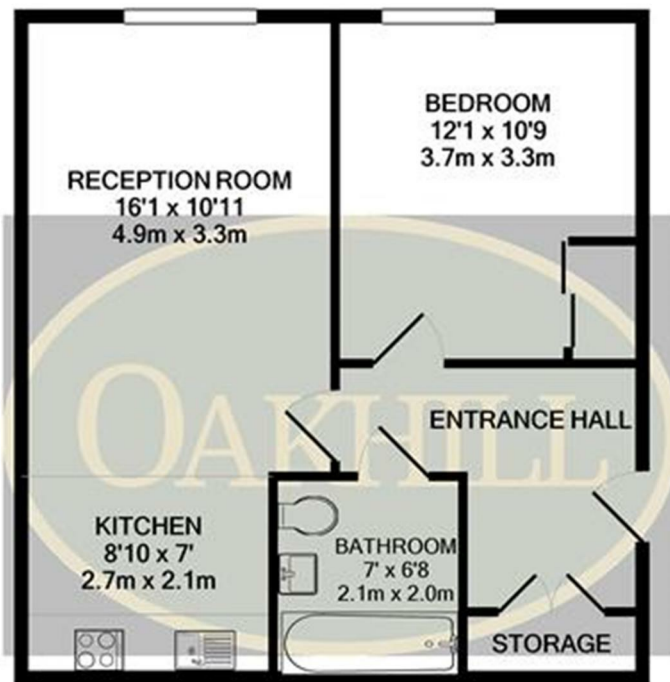 BEDROOM
12'1 x 10'9
3.7m x 3.3m
RECEPTION ROOM
16'1 x 10'11
4.9m x 3.3m
OAKHILL
ENTRANCE HALL
KITCHEN
8'10 x 7'
2.7m x 2.1m
BATHROOM
7' x 6'8
2.1m x 2.0m
STORAGE